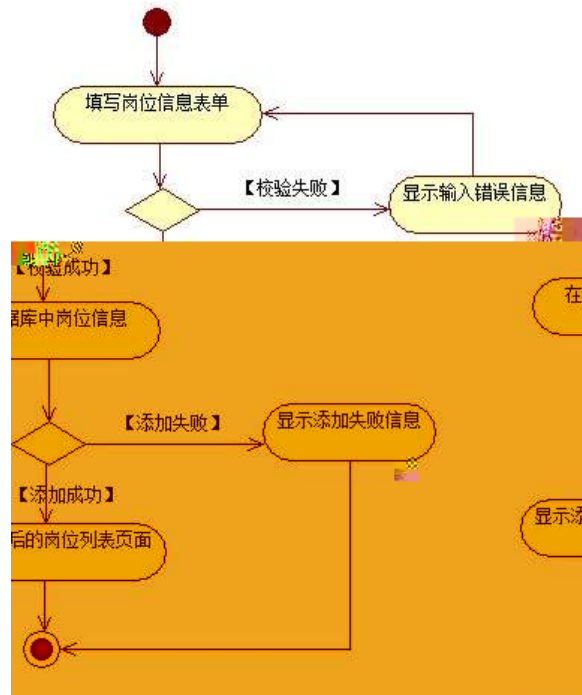 填写岗位信息表单
【校验失败】
显示输入错误信息
【校验成功】
在
据库中岗位信息
【添加失败】
显示添加失败信息
【添加成功】
显示添
后的岗位列表页面